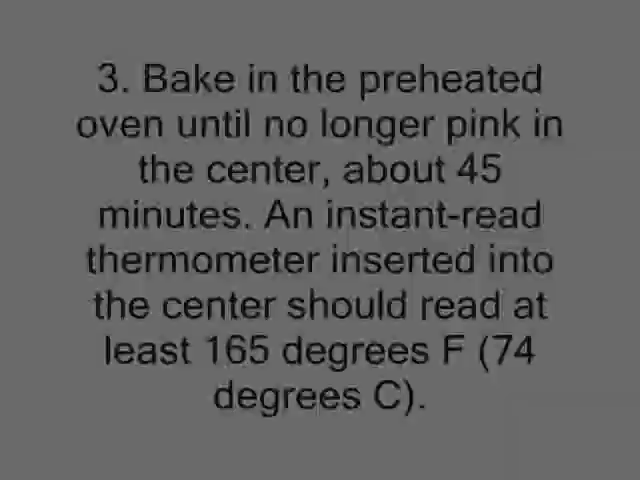 3. Bake in the preheated
oven until no longer pink in
the center, about 45
minutes. An instant-read
thermometer inserted into
the center should read at
least 165 degrees F (74
degrees C).